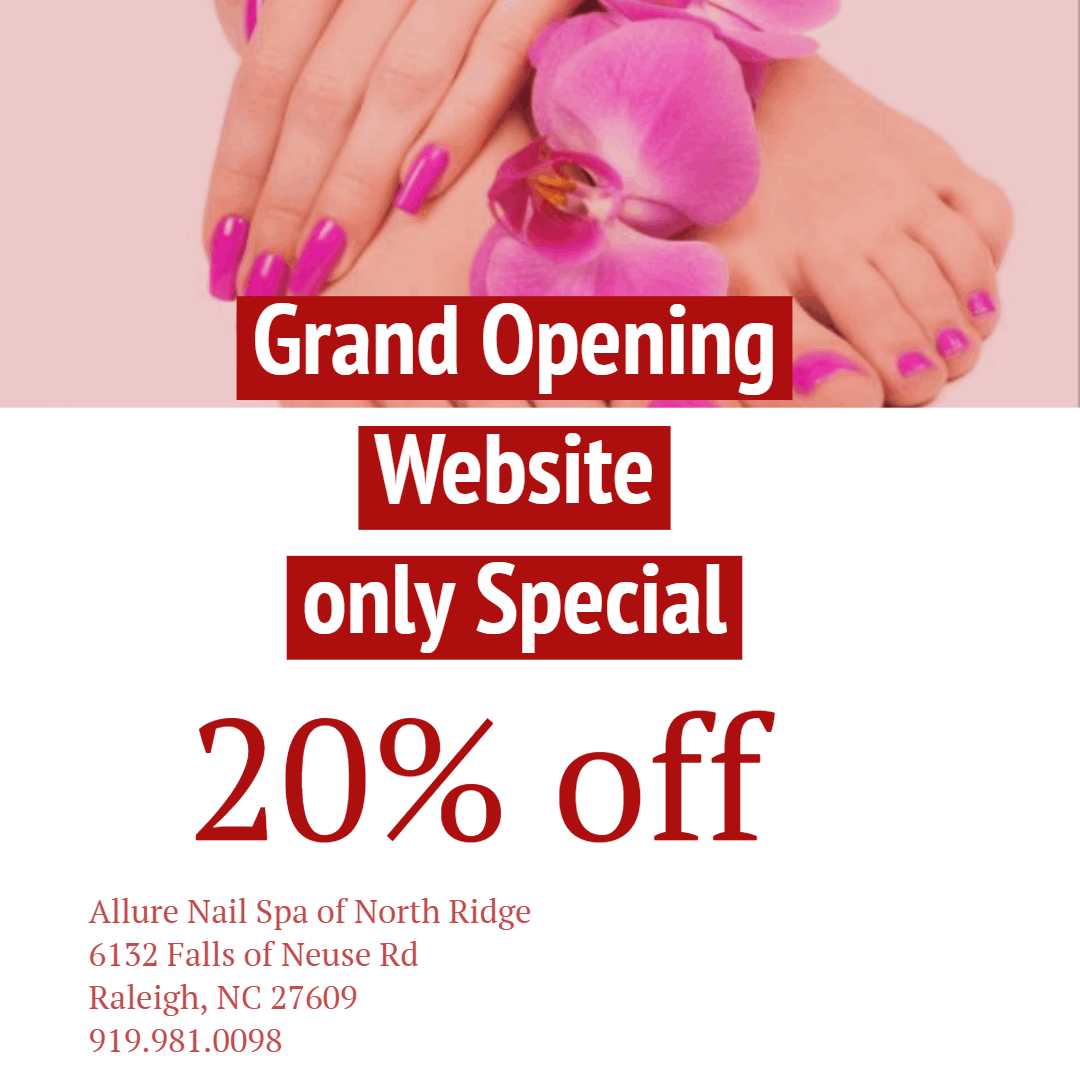 Grand Opening
Website
only Special
20% off
Allure Nail Spa of North Ridge
6132 Falls of Neuse Rd
Raleigh, NC 27609
919.981.0098